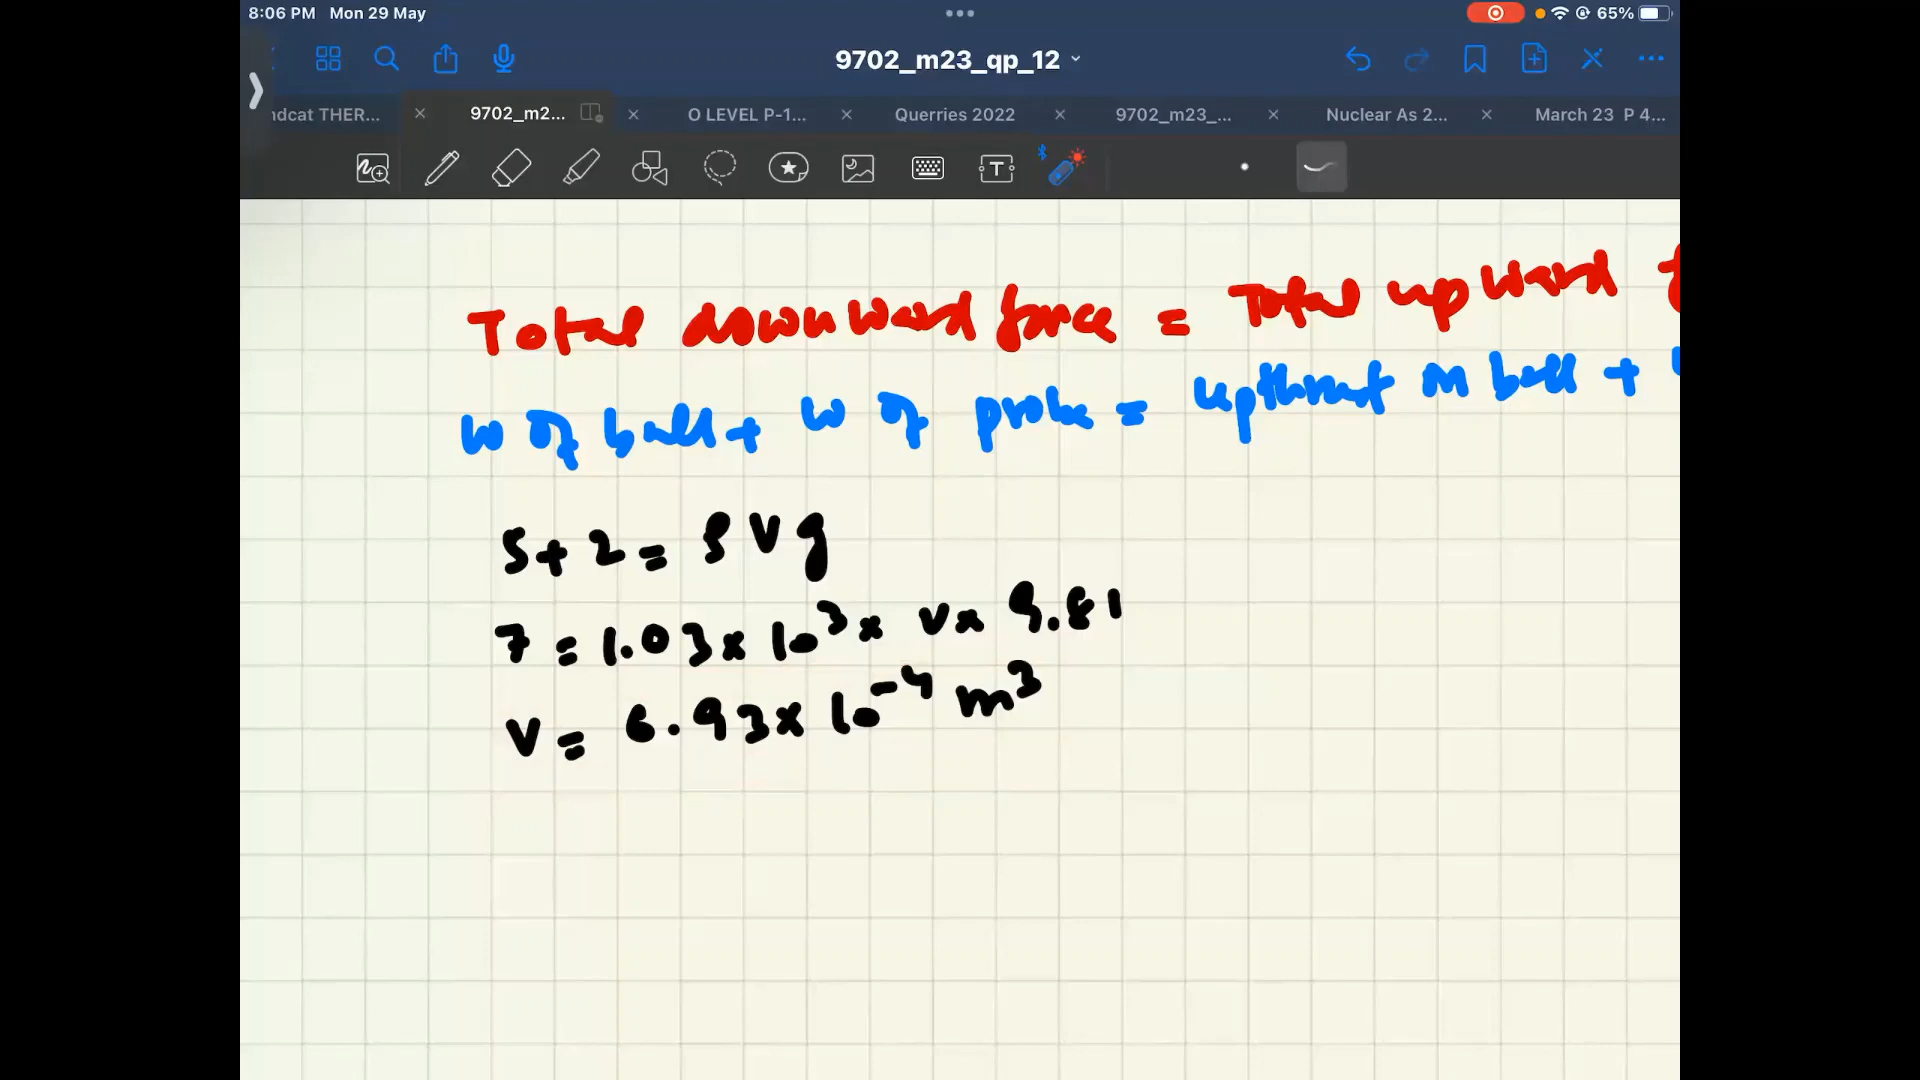 8:06 PM Mon 29 May
65%
9702_m23_qp_12
ndcat THER...
9702_m2...
O LEVEL P-1...
Querries 2022
9702_m23_...
Nuclear As 2...
March 23 P 4...
Total downward force = Total upward f
W of ball + W of probe = upthrust on ball +
5 + 2 = ρ V g
7 = 1.03 x 10³ x V x 9.81
V = 6.93 x 10⁻⁴ m³